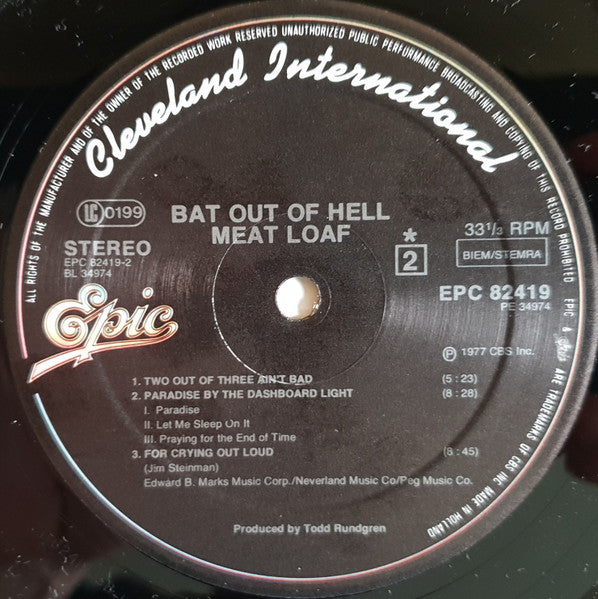 ALL RIGHTS OF THE MANUFACTURER AND OF THE OWNER OF THE RECORDED WORK RESERVED UNAUTHORIZED PUBLIC PERFORMANCE BROADCASTING AND COPYING OF THIS RECORD PROHIBITED EPIC & ARE TRADEMARKS OF CBS INC MADE IN HOLLAND
Cleveland International
LC 0199
BAT OUT OF HELL
MEAT LOAF
33 1/3 RPM
STEREO
EPC 82419-2
BL 34974
*
2
BIEM/STEMRA
EPC 82419
PE 34974
Epic
℗ 1977 CBS Inc.
1. TWO OUT OF THREE AIN'T BAD (5:23)
2. PARADISE BY THE DASHBOARD LIGHT (8:28)
I. Paradise
II. Let Me Sleep On It
III. Praying for the End of Time
3. FOR CRYING OUT LOUD (8:45)
(Jim Steinman)
Edward B. Marks Music Corp./Neverland Music Co/Peg Music Co.
Produced by Todd Rundgren